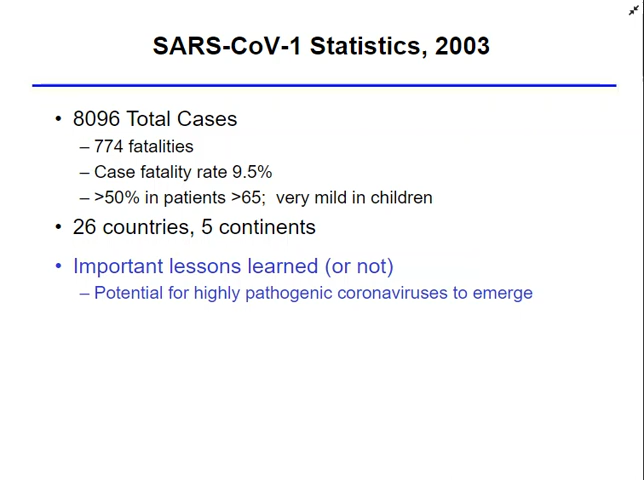 SARS-CoV-1 Statistics, 2003
• 8096 Total Cases
– 774 fatalities
– Case fatality rate 9.5%
– >50% in patients >65; very mild in children
• 26 countries, 5 continents
• Important lessons learned (or not)
– Potential for highly pathogenic coronaviruses to emerge